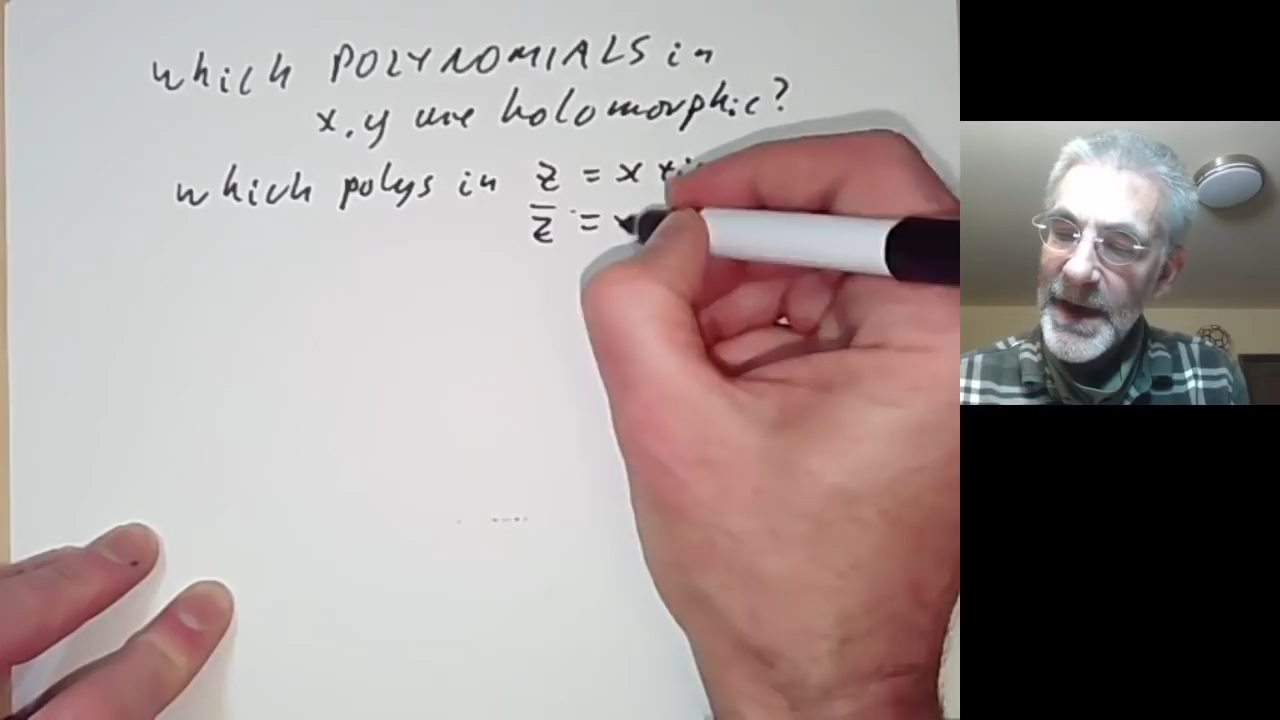 which POLYNOMIALS in
x, y are holomorphic?
which polys in z = x +i
z̅ =